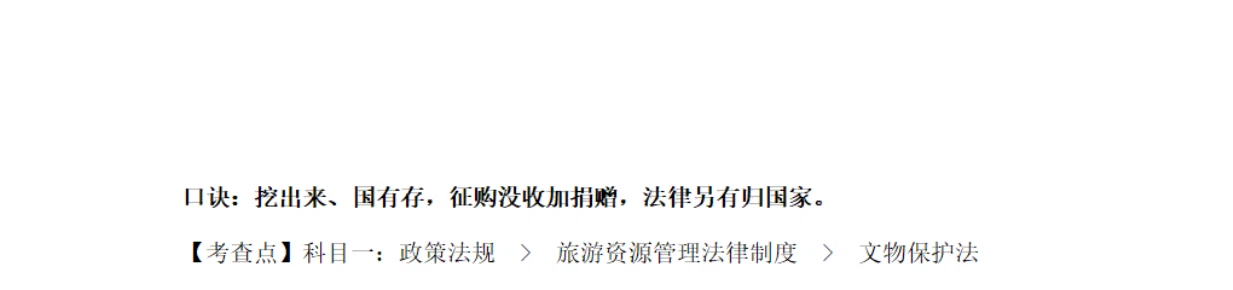 口诀：挖出来、国有存，征购没收加捐赠，法律另有归国家。
【考查点】科目一：政策法规 > 旅游资源管理法律制度 > 文物保护法